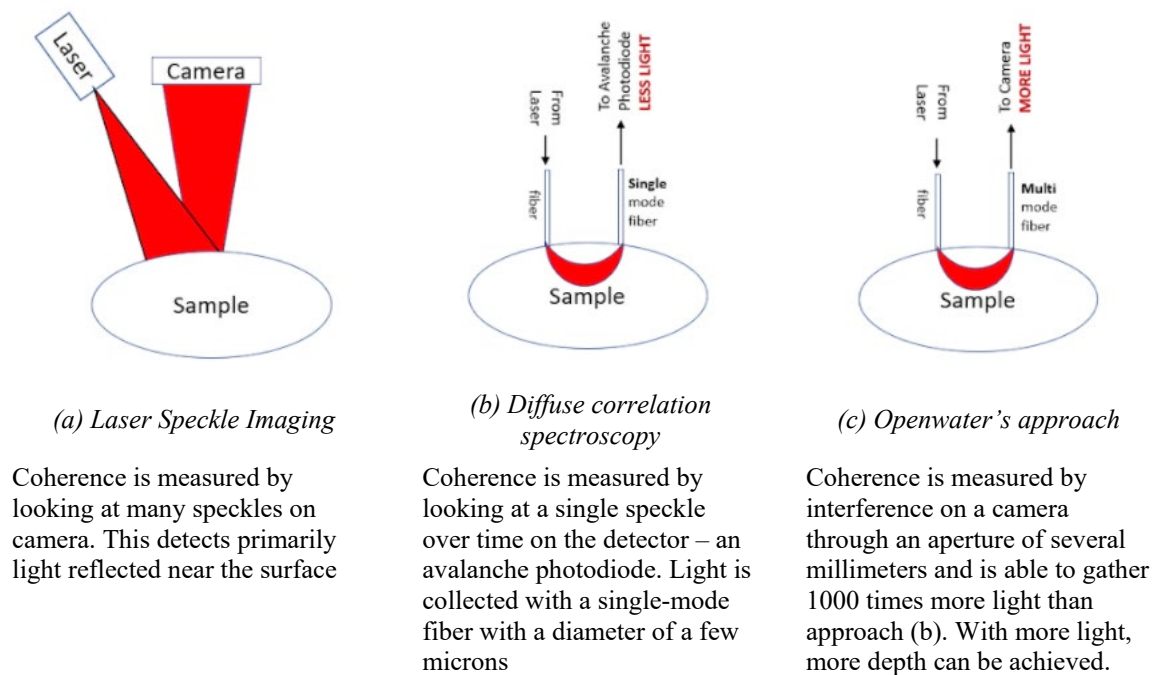 Laser
Camera
Sample
(a) Laser Speckle Imaging
Coherence is measured by
looking at many speckles on
camera. This detects primarily
light reflected near the surface
From
Laser
To Avalanche
Photodiode
LESS LIGHT
fiber
Single
mode
fiber
Sample
(b) Diffuse correlation
spectroscopy
Coherence is measured by
looking at a single speckle
over time on the detector – an
avalanche photodiode. Light is
collected with a single-mode
fiber with a diameter of a few
microns
From
Laser
To Camera
MORE LIGHT
fiber
Multi
mode
fiber
Sample
(c) Openwater’s approach
Coherence is measured by
interference on a camera
through an aperture of several
millimeters and is able to gather
1000 times more light than
approach (b). With more light,
more depth can be achieved.